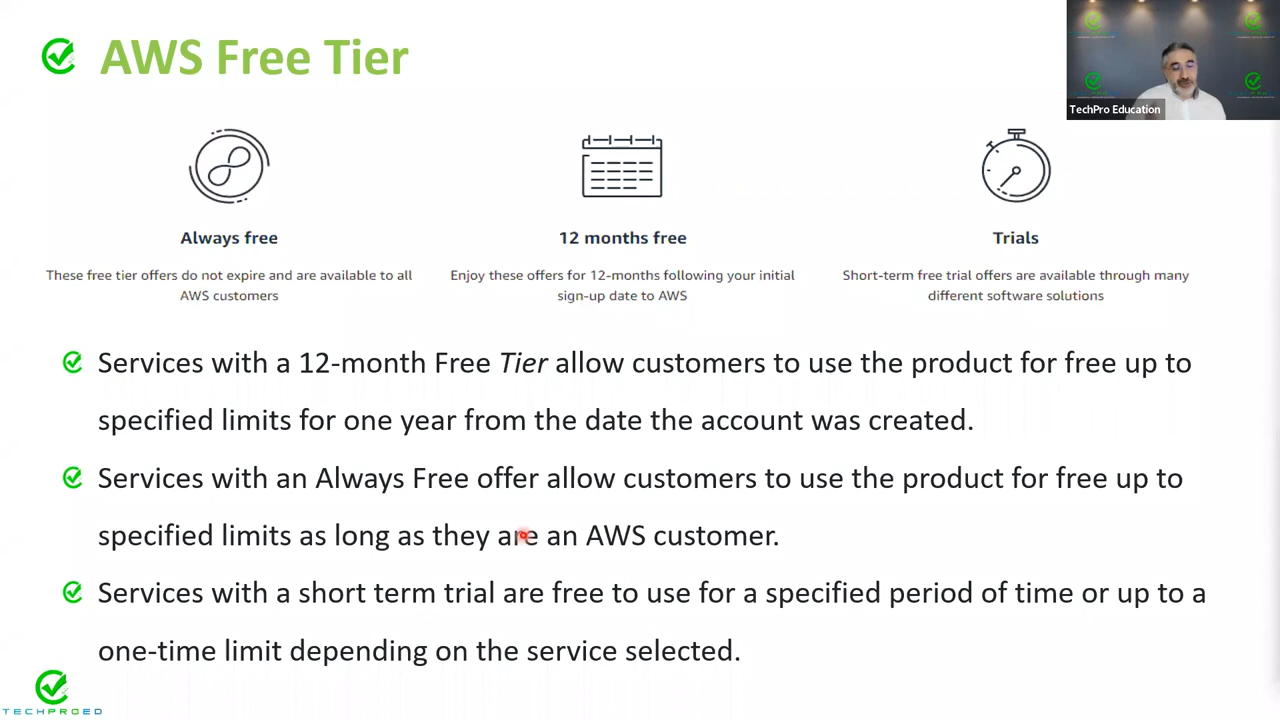 AWS Free Tier
TechPro Education
Always free
12 months free
Trials
These free tier offers do not expire and are available to all
AWS customers
Enjoy these offers for 12-months following your initial
sign-up date to AWS
Short-term free trial offers are available through many
different software solutions
Services with a 12-month Free Tier allow customers to use the product for free up to
specified limits for one year from the date the account was created.
Services with an Always Free offer allow customers to use the product for free up to
specified limits as long as they are an AWS customer.
Services with a short term trial are free to use for a specified period of time or up to a
one-time limit depending on the service selected.
TECHPROED